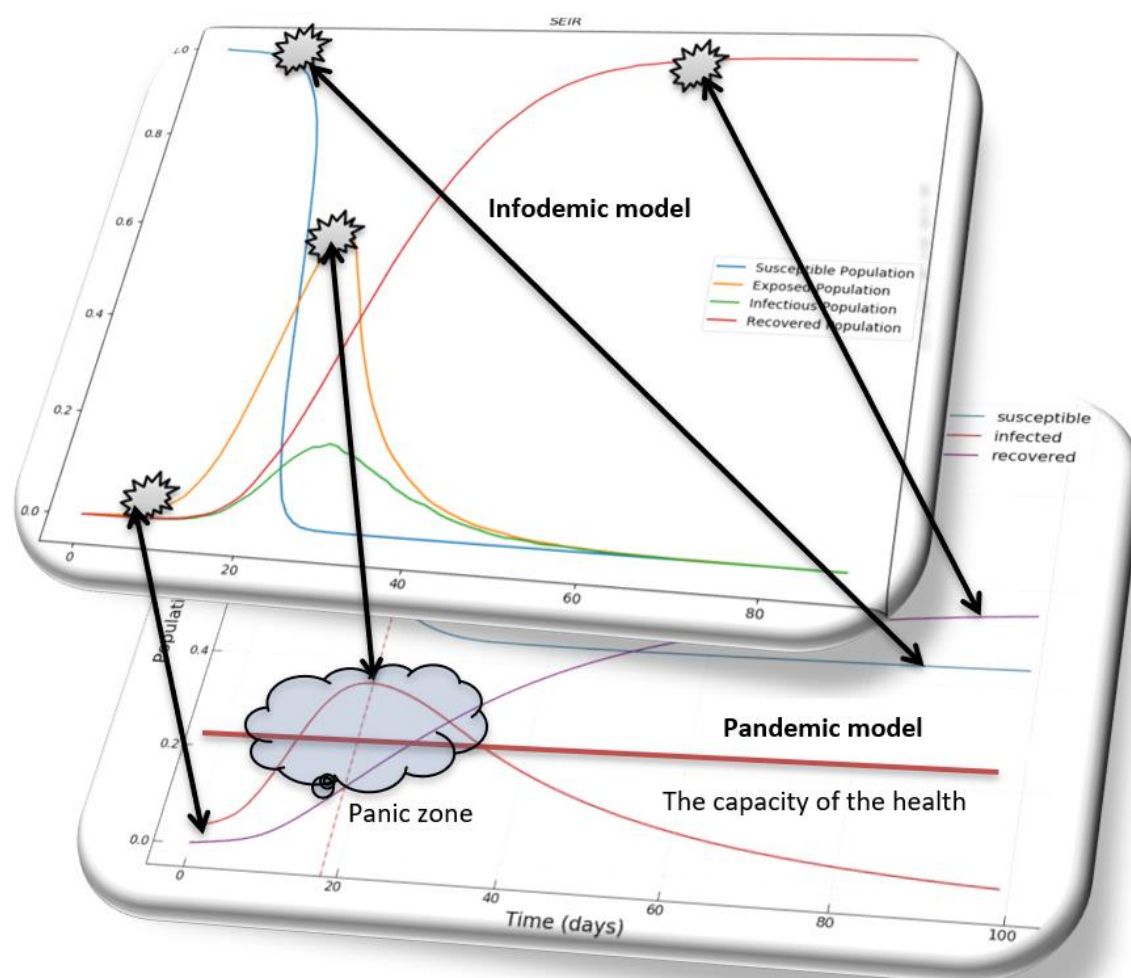 SEIR
1.0
0.8
0.6
0.4
0.2
0.0
0
20
40
60
80
Infodemic model
Susceptible Population
Exposed Population
Infectious Population
Recovered Population
susceptible
infected
recovered
0.4
0.2
0.0
Pandemic model
The capacity of the health
Panic zone
0
20
40
60
80
100
Time (days)